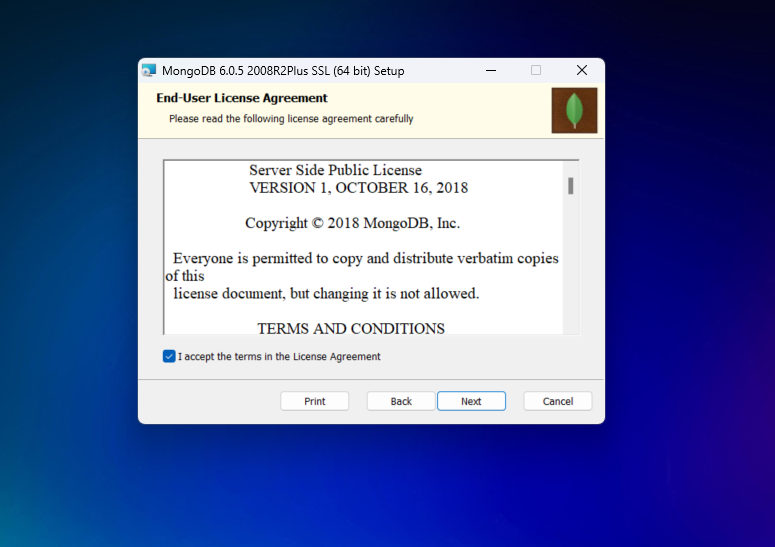 MongoDB 6.0.5 2008R2Plus SSL (64 bit) Setup
End-User License Agreement
Please read the following license agreement carefully
Server Side Public License
VERSION 1, OCTOBER 16, 2018
Copyright © 2018 MongoDB, Inc.
Everyone is permitted to copy and distribute verbatim copies
of this
license document, but changing it is not allowed.
TERMS AND CONDITIONS
I accept the terms in the License Agreement
Print Back Next Cancel